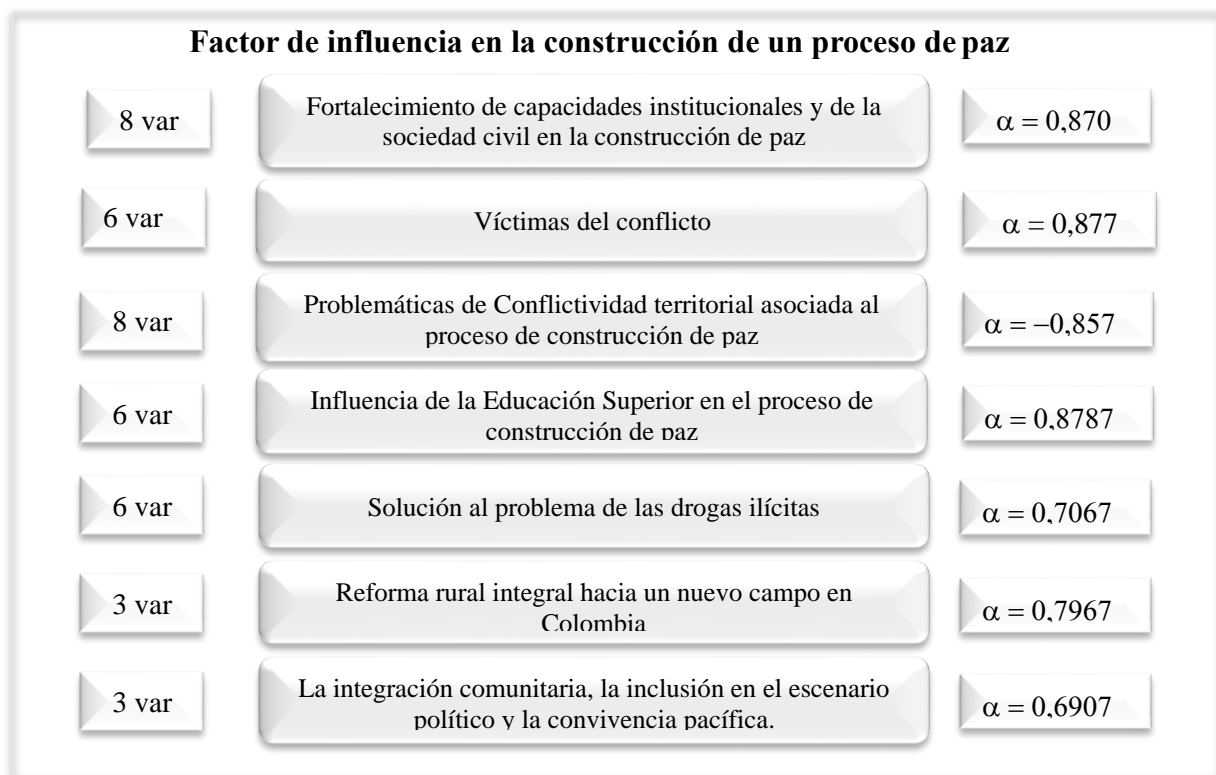 Factor de influencia en la construcción de un proceso de paz
8 var
Fortalecimiento de capacidades institucionales y de la
sociedad civil en la construcción de paz
α = 0,870
6 var
Víctimas del conflicto
α = 0,877
8 var
Problemáticas de Conflictividad territorial asociada al
proceso de construcción de paz
α = −0,857
6 var
Influencia de la Educación Superior en el proceso de
construcción de paz
α = 0,8787
6 var
Solución al problema de las drogas ilícitas
α = 0,7067
3 var
Reforma rural integral hacia un nuevo campo en
Colombia
α = 0,7967
3 var
La integración comunitaria, la inclusión en el escenario
político y la convivencia pacífica.
α = 0,6907